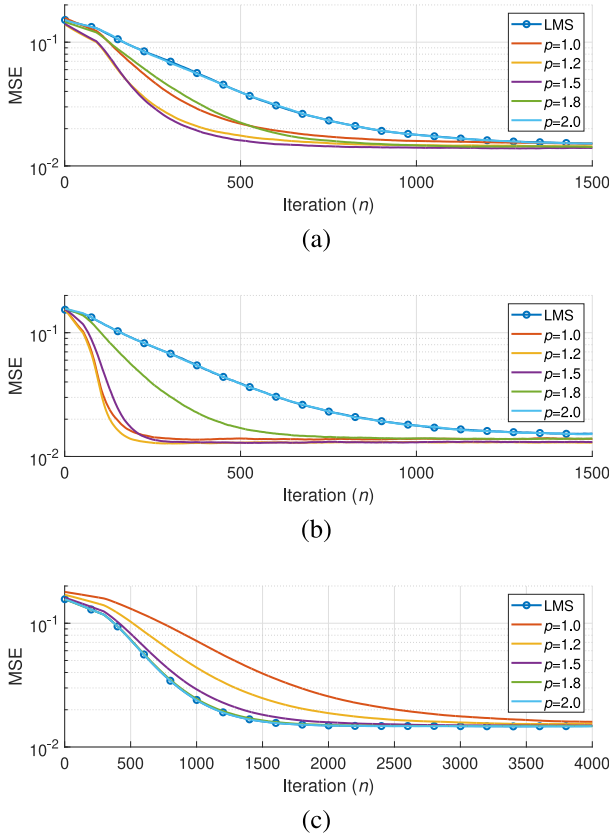 10⁻¹
10⁻²
MSE
LMS
p=1.0
p=1.2
p=1.5
p=1.8
p=2.0
0 500 1000 1500
Iteration (n)
(a)
10⁻¹
10⁻²
MSE
LMS
p=1.0
p=1.2
p=1.5
p=1.8
p=2.0
0 500 1000 1500
Iteration (n)
(b)
10⁻¹
10⁻²
MSE
LMS
p=1.0
p=1.2
p=1.5
p=1.8
p=2.0
0 500 1000 1500 2000 2500 3000 3500 4000
Iteration (n)
(c)